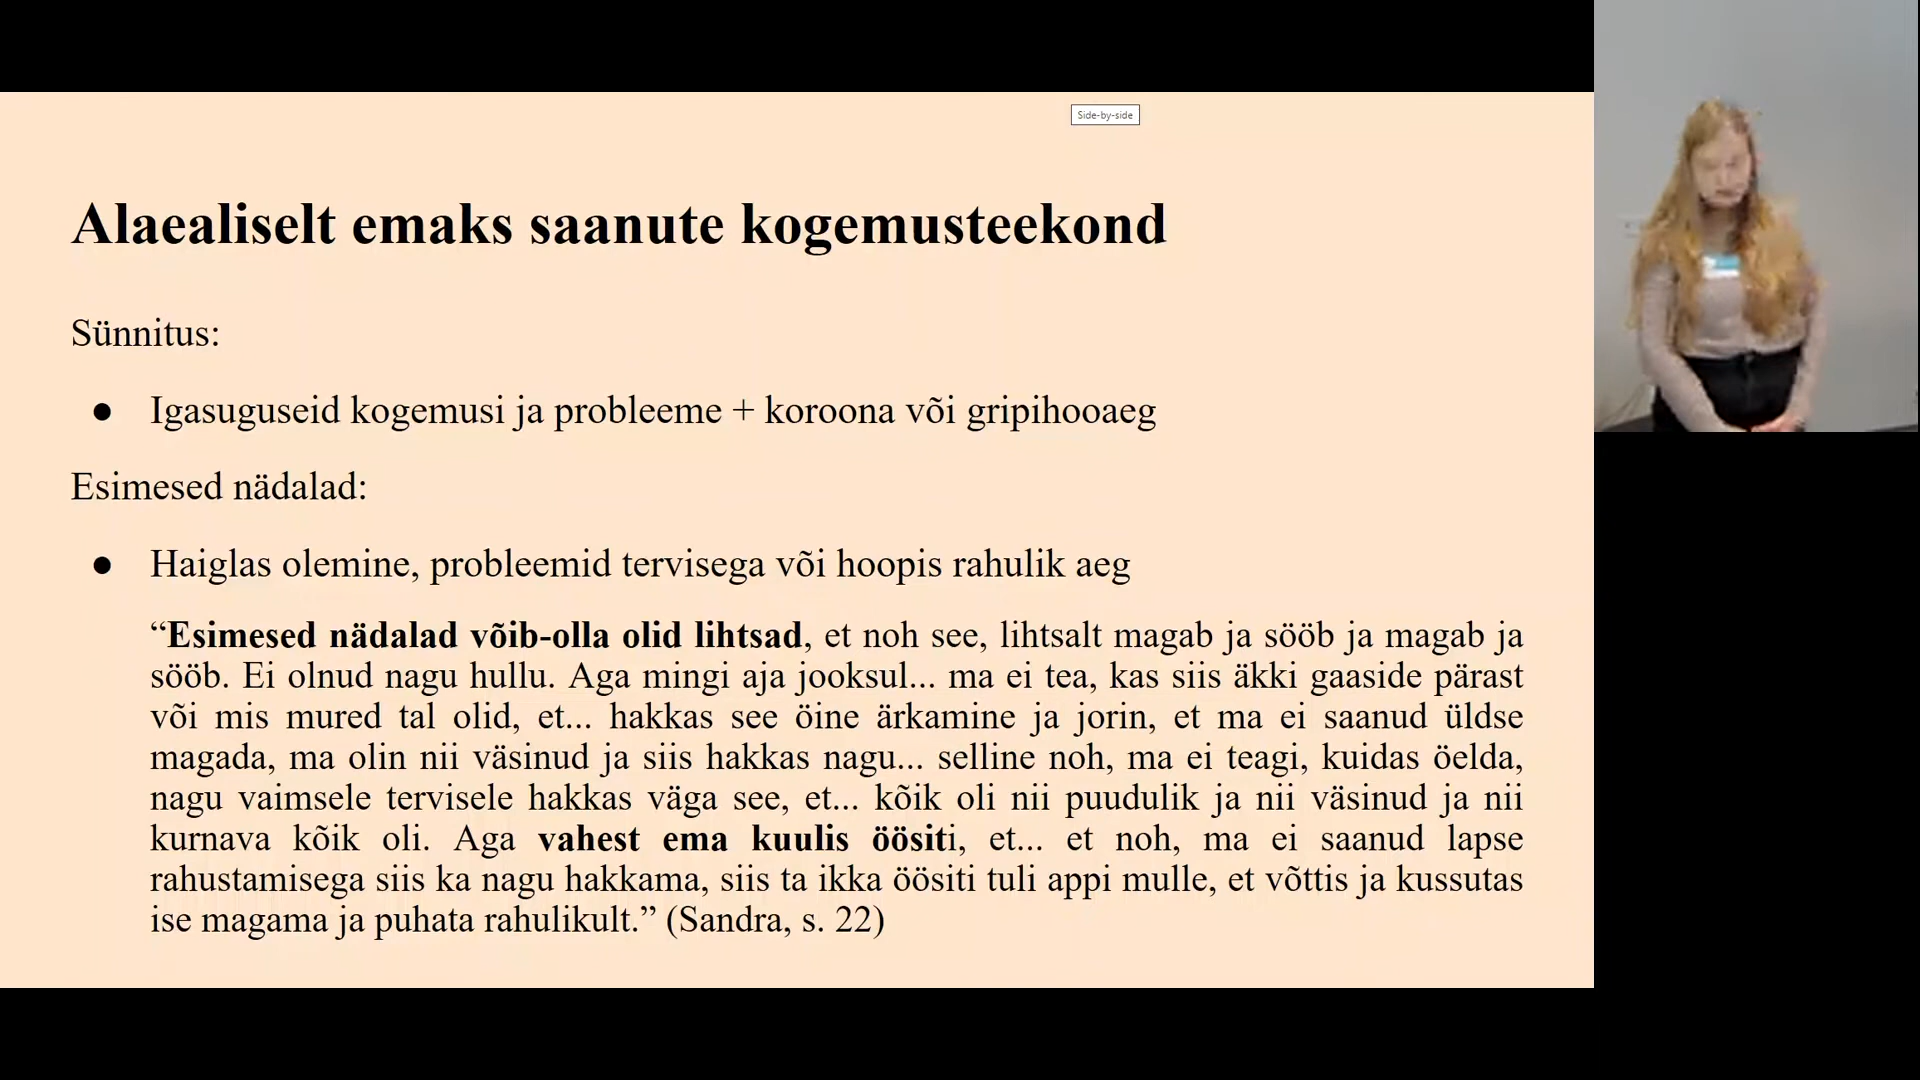 Side-by-side
Alaealiselt emaks saanute kogemusteekond
Sünnitus:
● Igasuguseid kogemusi ja probleeme + koroona või gripihooaeg
Esimesed nädalad:
● Haiglas olemine, probleemid tervisega või hoopis rahulik aeg
“Esimesed nädalad võib-olla olid lihtsad, et noh see, lihtsalt magab ja sööb ja magab ja
sööb. Ei olnud nagu hullu. Aga mingi aja jooksul... ma ei tea, kas siis äkki gaaside pärast
või mis mured tal olid, et... hakkas see öine ärkamine ja jorin, et ma ei saanud üldse
magada, ma olin nii väsinud ja siis hakkas nagu... selline noh, ma ei teagi, kuidas öelda,
nagu vaimsele tervisele hakkas väga see, et... kõik oli nii puudulik ja nii väsinud ja nii
kurnava kõik oli. Aga vahest ema kuulis öösiti, et... et noh, ma ei saanud lapse
rahustamisega siis ka nagu hakkama, siis ta ikka öösiti tuli appi mulle, et võttis ja kussutas
ise magama ja puhata rahulikult.” (Sandra, s. 22)